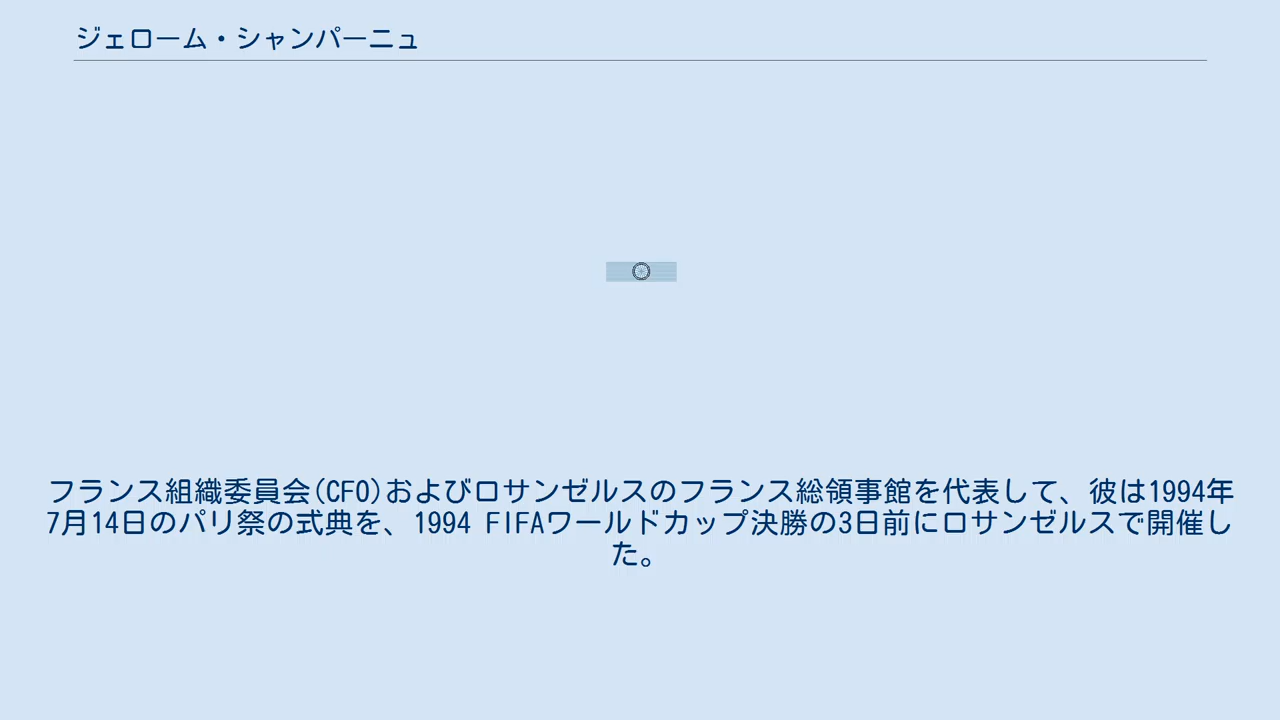 ジェローム・シャンパーニュ
フランス組織委員会(CFO)およびロサンゼルスのフランス総領事館を代表して、彼は1994年
7月14日のパリ祭の式典を、1994 FIFAワールドカップ決勝の3日前にロサンゼルスで開催し
た。